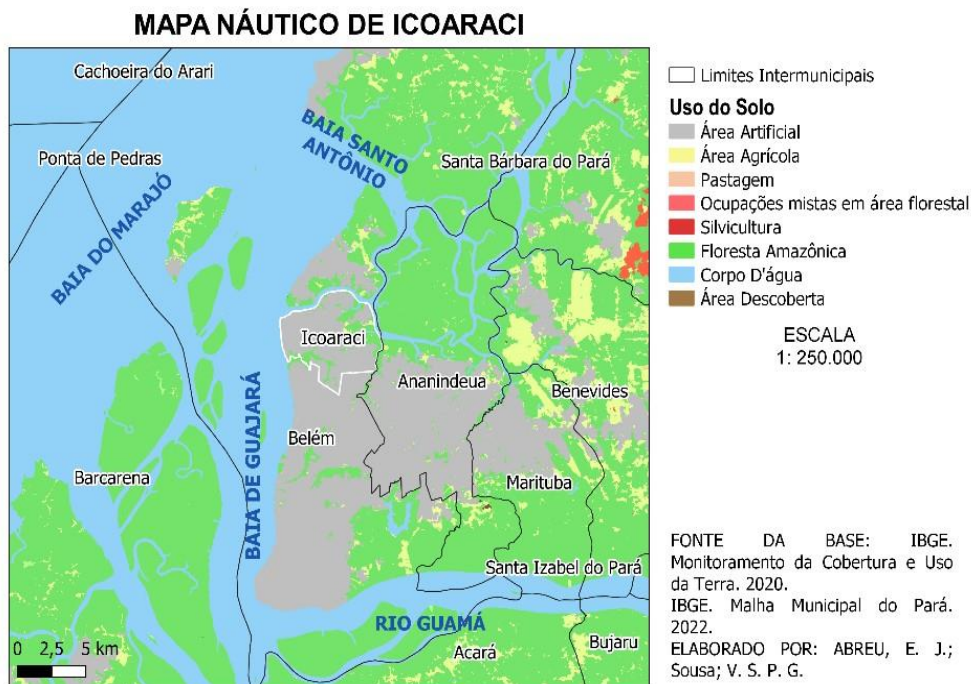 MAPA NÁUTICO DE ICOARACI
Cachoeira do Arari
BAIA SANTO
ANTÔNIO
Ponta de Pedras
Santa Bárbara do Pará
BAIA DO MARAJÓ
Icoaraci
Ananindeua
Benevides
BAIA DE GUAJARÁ
Belém
Barcarena
Marituba
Santa Izabel do Pará
RIO GUAMÁ
Acará
Bujaru
0 2,5 5 km
Limites Intermunicipais
Uso do Solo
Área Artificial
Área Agrícola
Pastagem
Ocupações mistas em área florestal
Silvicultura
Floresta Amazônica
Corpo D'água
Área Descoberta
ESCALA
1: 250.000
FONTE DA BASE: IBGE.
Monitoramento da Cobertura e Uso
da Terra. 2020.
IBGE. Malha Municipal do Pará.
2022.
ELABORADO POR: ABREU, E. J.;
Sousa; V. S. P. G.